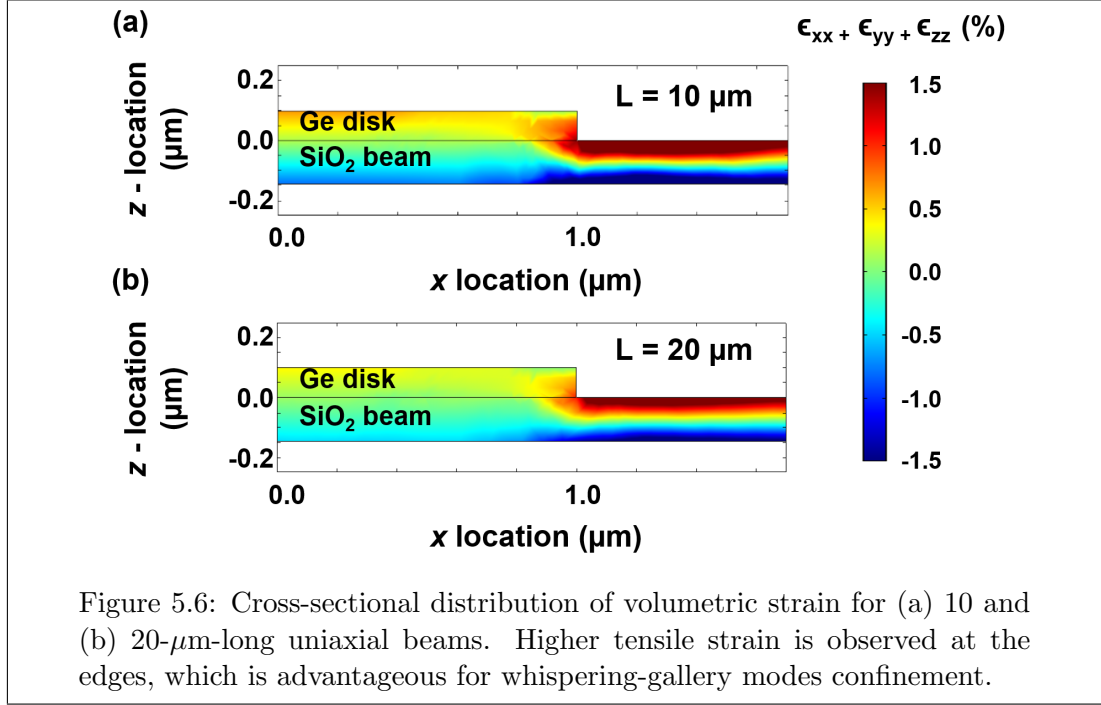 (a)
ϵxx + ϵyy + ϵzz (%)
z - location
(µm)
0.2
0.0
-0.2
L = 10 µm
Ge disk
SiO2 beam
0.0
1.0
x location (µm)
1.5
1.0
0.5
0.0
-0.5
-1.0
-1.5
(b)
z - location
(µm)
0.2
0.0
-0.2
L = 20 µm
Ge disk
SiO2 beam
0.0
1.0
x location (µm)
Figure 5.6: Cross-sectional distribution of volumetric strain for (a) 10 and
(b) 20-µm-long uniaxial beams. Higher tensile strain is observed at the
edges, which is advantageous for whispering-gallery modes confinement.